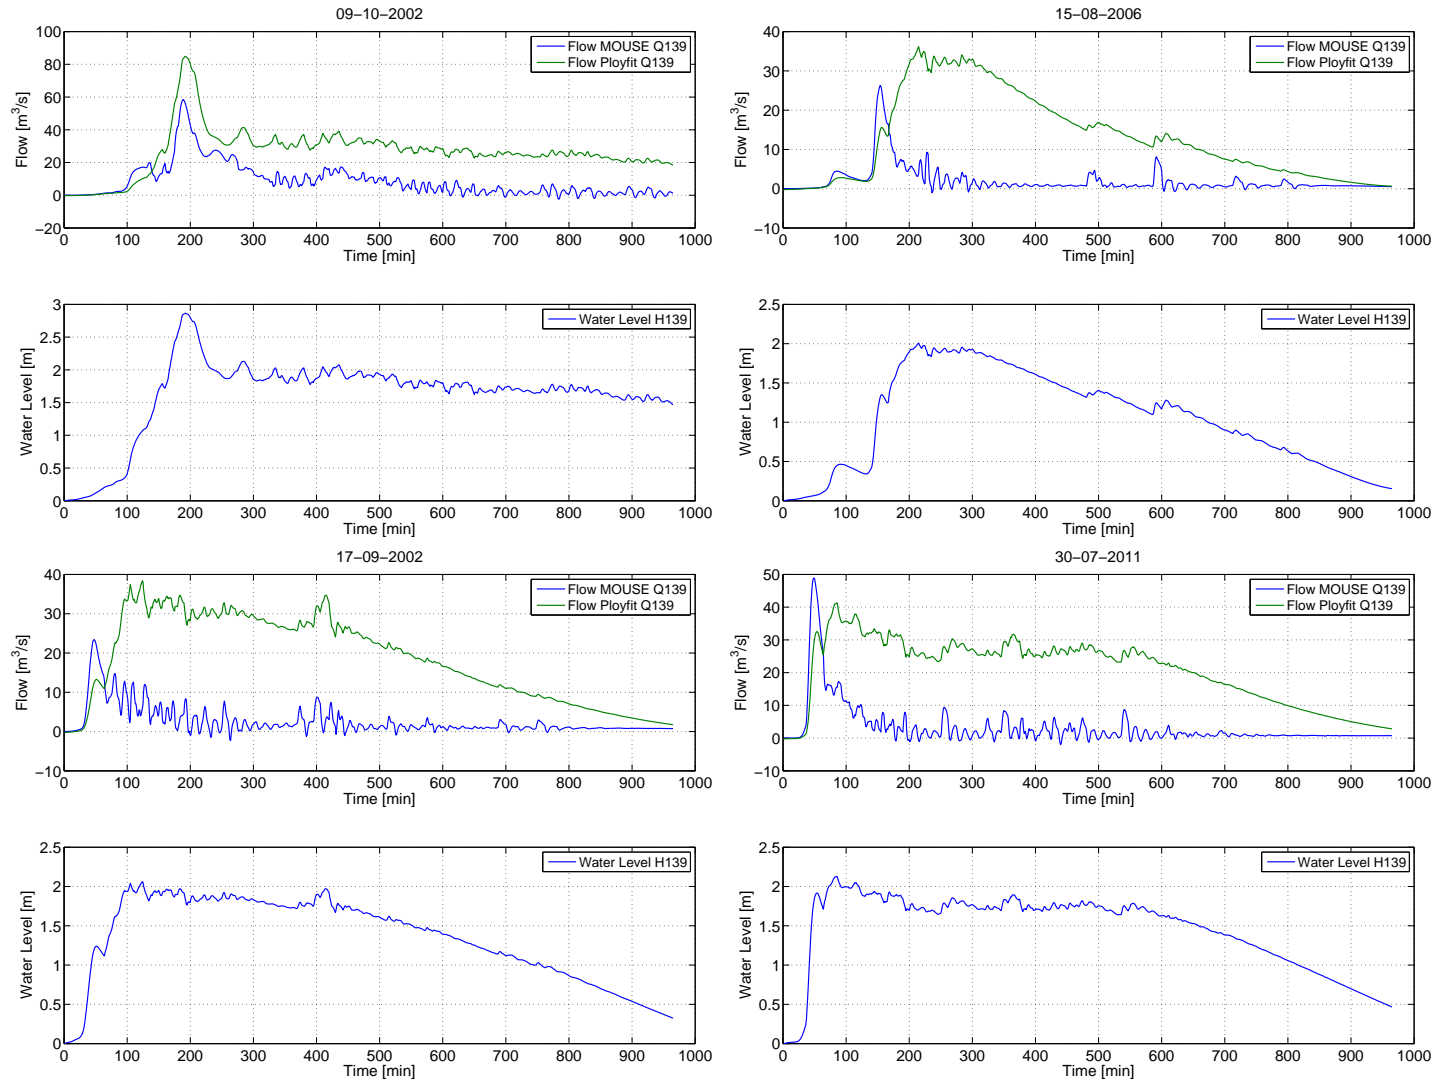 09−10−2002
Flow [m³/s]
100
80
60
40
20
0
−20
Flow MOUSE Q139
Flow Ployfit Q139
0 100 200 300 400 500 600 700 800 900 1000
Time [min]
15−08−2006
Flow [m³/s]
40
30
20
10
0
−10
Flow MOUSE Q139
Flow Ployfit Q139
0 100 200 300 400 500 600 700 800 900 1000
Time [min]
Water Level [m]
3
2.5
2
1.5
1
0.5
0
Water Level H139
0 100 200 300 400 500 600 700 800 900 1000
Time [min]
Water Level [m]
2.5
2
1.5
1
0.5
0
Water Level H139
0 100 200 300 400 500 600 700 800 900 1000
Time [min]
17−09−2002
Flow [m³/s]
40
30
20
10
0
−10
Flow MOUSE Q139
Flow Ployfit Q139
0 100 200 300 400 500 600 700 800 900 1000
Time [min]
30−07−2011
Flow [m³/s]
50
40
30
20
10
0
−10
Flow MOUSE Q139
Flow Ployfit Q139
0 100 200 300 400 500 600 700 800 900 1000
Time [min]
Water Level [m]
2.5
2
1.5
1
0.5
0
Water Level H139
0 100 200 300 400 500 600 700 800 900 1000
Time [min]
Water Level [m]
2.5
2
1.5
1
0.5
0
Water Level H139
0 100 200 300 400 500 600 700 800 900 1000
Time [min]